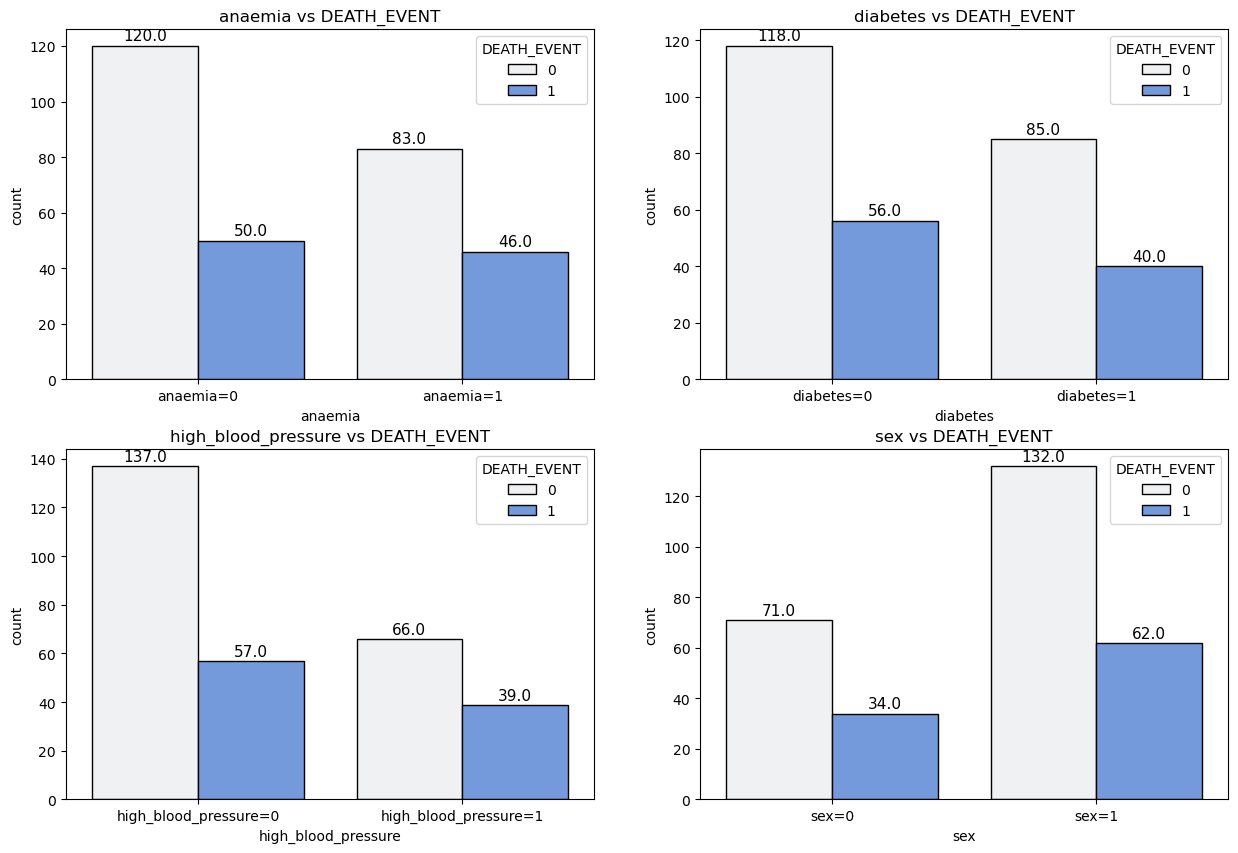 anaemia vs DEATH_EVENT
120.0
50.0
83.0
46.0
DEATH_EVENT
0
1
count
120
100
80
60
40
20
0
anaemia=0
anaemia=1
anaemia
diabetes vs DEATH_EVENT
118.0
56.0
85.0
40.0
DEATH_EVENT
0
1
count
120
100
80
60
40
20
0
diabetes=0
diabetes=1
diabetes
high_blood_pressure vs DEATH_EVENT
137.0
57.0
66.0
39.0
DEATH_EVENT
0
1
count
140
120
100
80
60
40
20
0
high_blood_pressure=0
high_blood_pressure=1
high_blood_pressure
sex vs DEATH_EVENT
71.0
34.0
132.0
62.0
DEATH_EVENT
0
1
count
120
100
80
60
40
20
0
sex=0
sex=1
sex